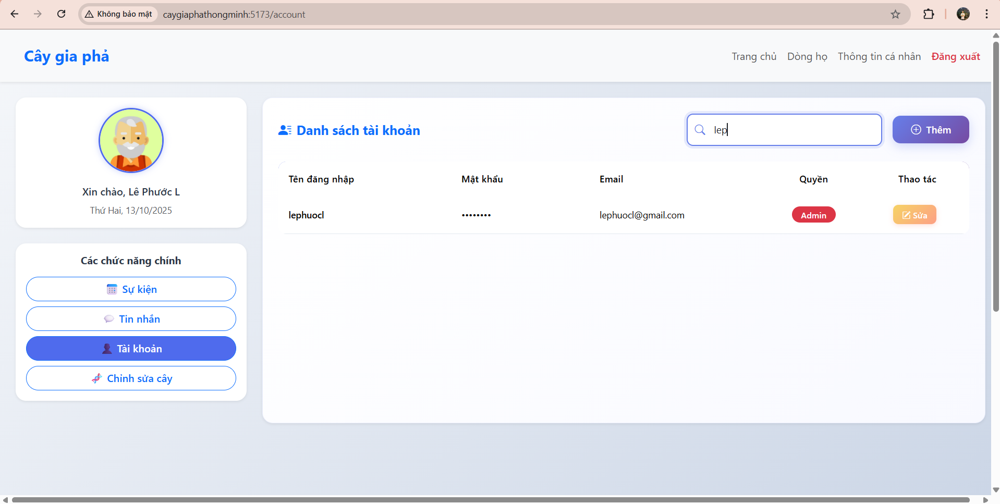 Không bảo mật caygiaphathongminh:5173/account
Cây gia phả
Trang chủ Dòng họ Thông tin cá nhân Đăng xuất
Xin chào, Lê Phước L
Thứ Hai, 13/10/2025
Các chức năng chính
Sự kiện
Tin nhắn
Tài khoản
Chỉnh sửa cây
Danh sách tài khoản
lep
Thêm
Tên đăng nhập Mật khẩu Email Quyền Thao tác
lephuocl •••••••• lephuocl@gmail.com Admin Sửa